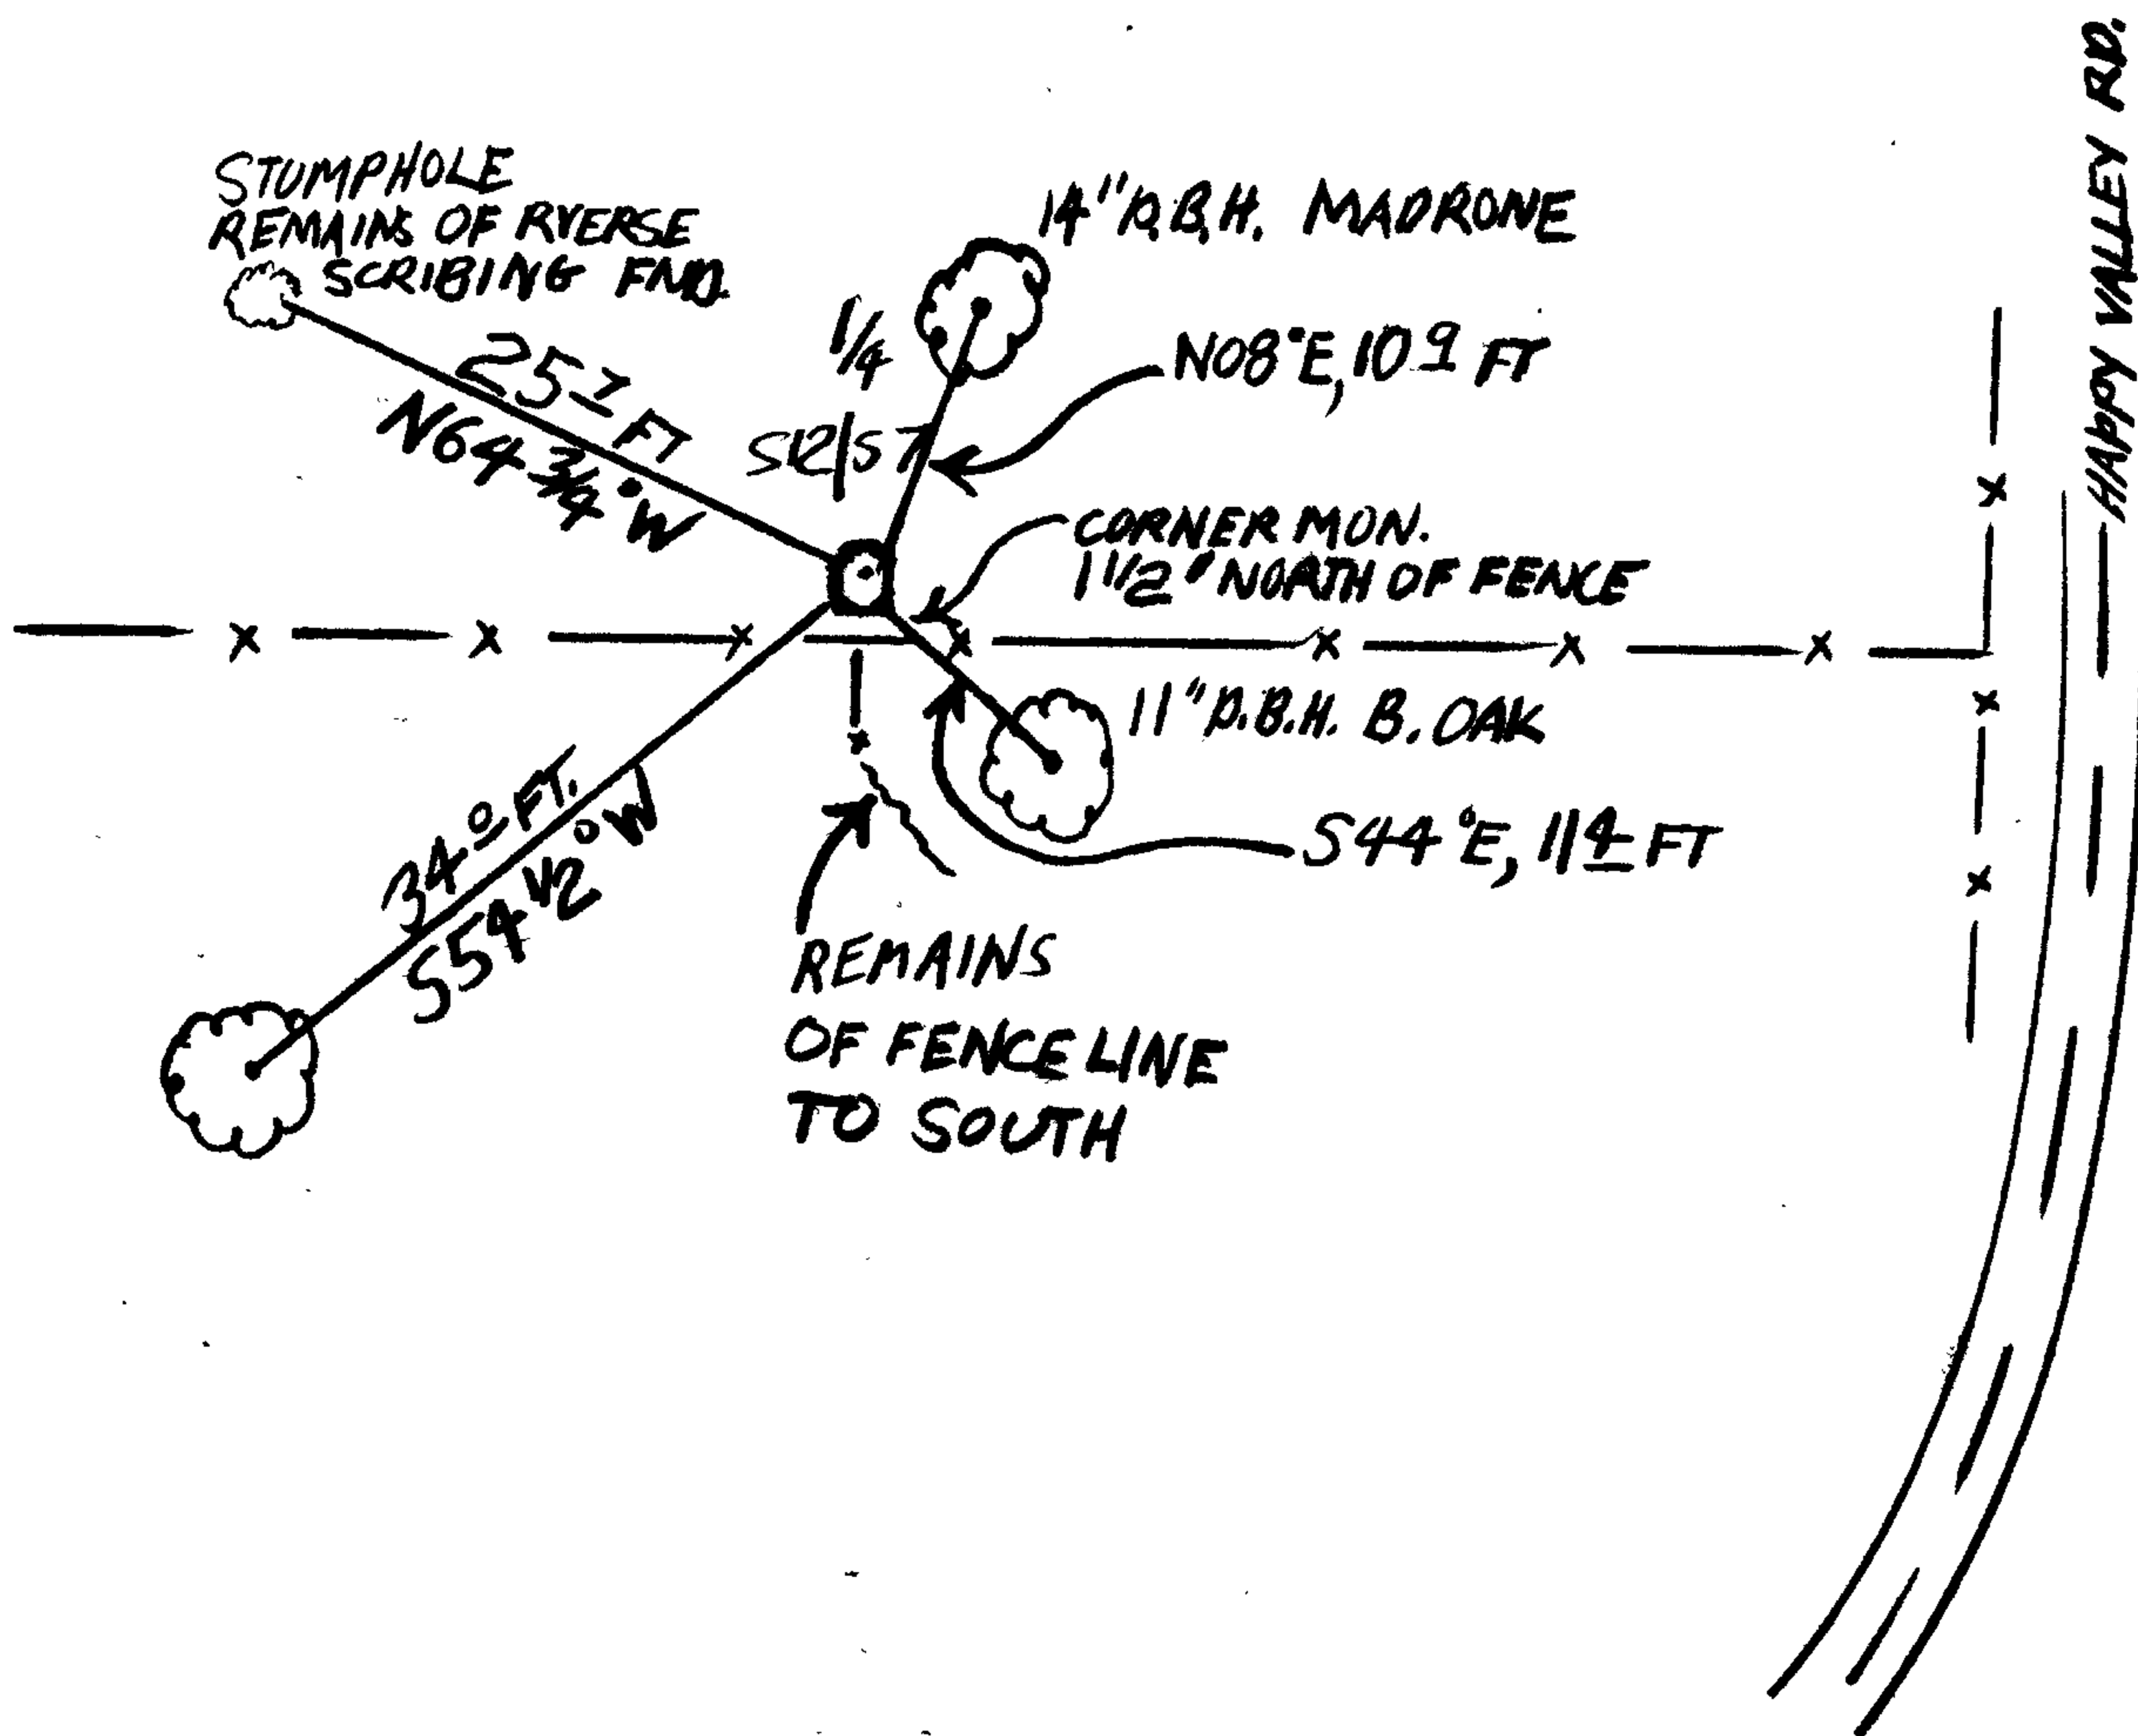 HAPPY VALLEY RD.
STUMPHOLE
REMAINS OF RVERSE
SCRIBING FND.
14" D.B.H. MADRONE
1/4
N08°E, 10.9 FT
25.2 FT
N64 3/4°W
S12/S7
CORNER MON.
1 1/2' NORTH OF FENCE
11" D.B.H. B. OAK
34.0 FT.
S54 1/2°W
S44°E, 11.4 FT
REMAINS
OF FENCE LINE
TO SOUTH